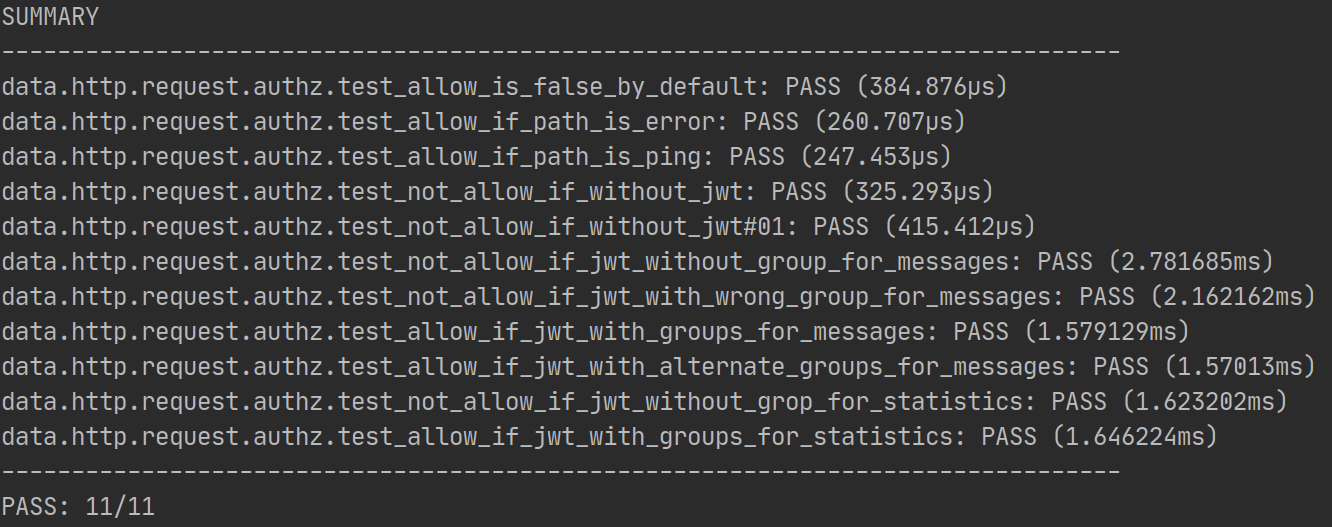 SUMMARY
--------------------------------------------------------------------------------
data.http.request.authz.test_allow_is_false_by_default: PASS (384.876µs)
data.http.request.authz.test_allow_if_path_is_error: PASS (260.707µs)
data.http.request.authz.test_allow_if_path_is_ping: PASS (247.453µs)
data.http.request.authz.test_not_allow_if_without_jwt: PASS (325.293µs)
data.http.request.authz.test_not_allow_if_without_jwt#01: PASS (415.412µs)
data.http.request.authz.test_not_allow_if_jwt_without_group_for_messages: PASS (2.781685ms)
data.http.request.authz.test_not_allow_if_jwt_with_wrong_group_for_messages: PASS (2.162162ms)
data.http.request.authz.test_allow_if_jwt_with_groups_for_messages: PASS (1.579129ms)
data.http.request.authz.test_allow_if_jwt_with_alternate_groups_for_messages: PASS (1.57013ms)
data.http.request.authz.test_not_allow_if_jwt_without_grop_for_statistics: PASS (1.623202ms)
data.http.request.authz.test_allow_if_jwt_with_groups_for_statistics: PASS (1.646224ms)
--------------------------------------------------------------------------------
PASS: 11/11